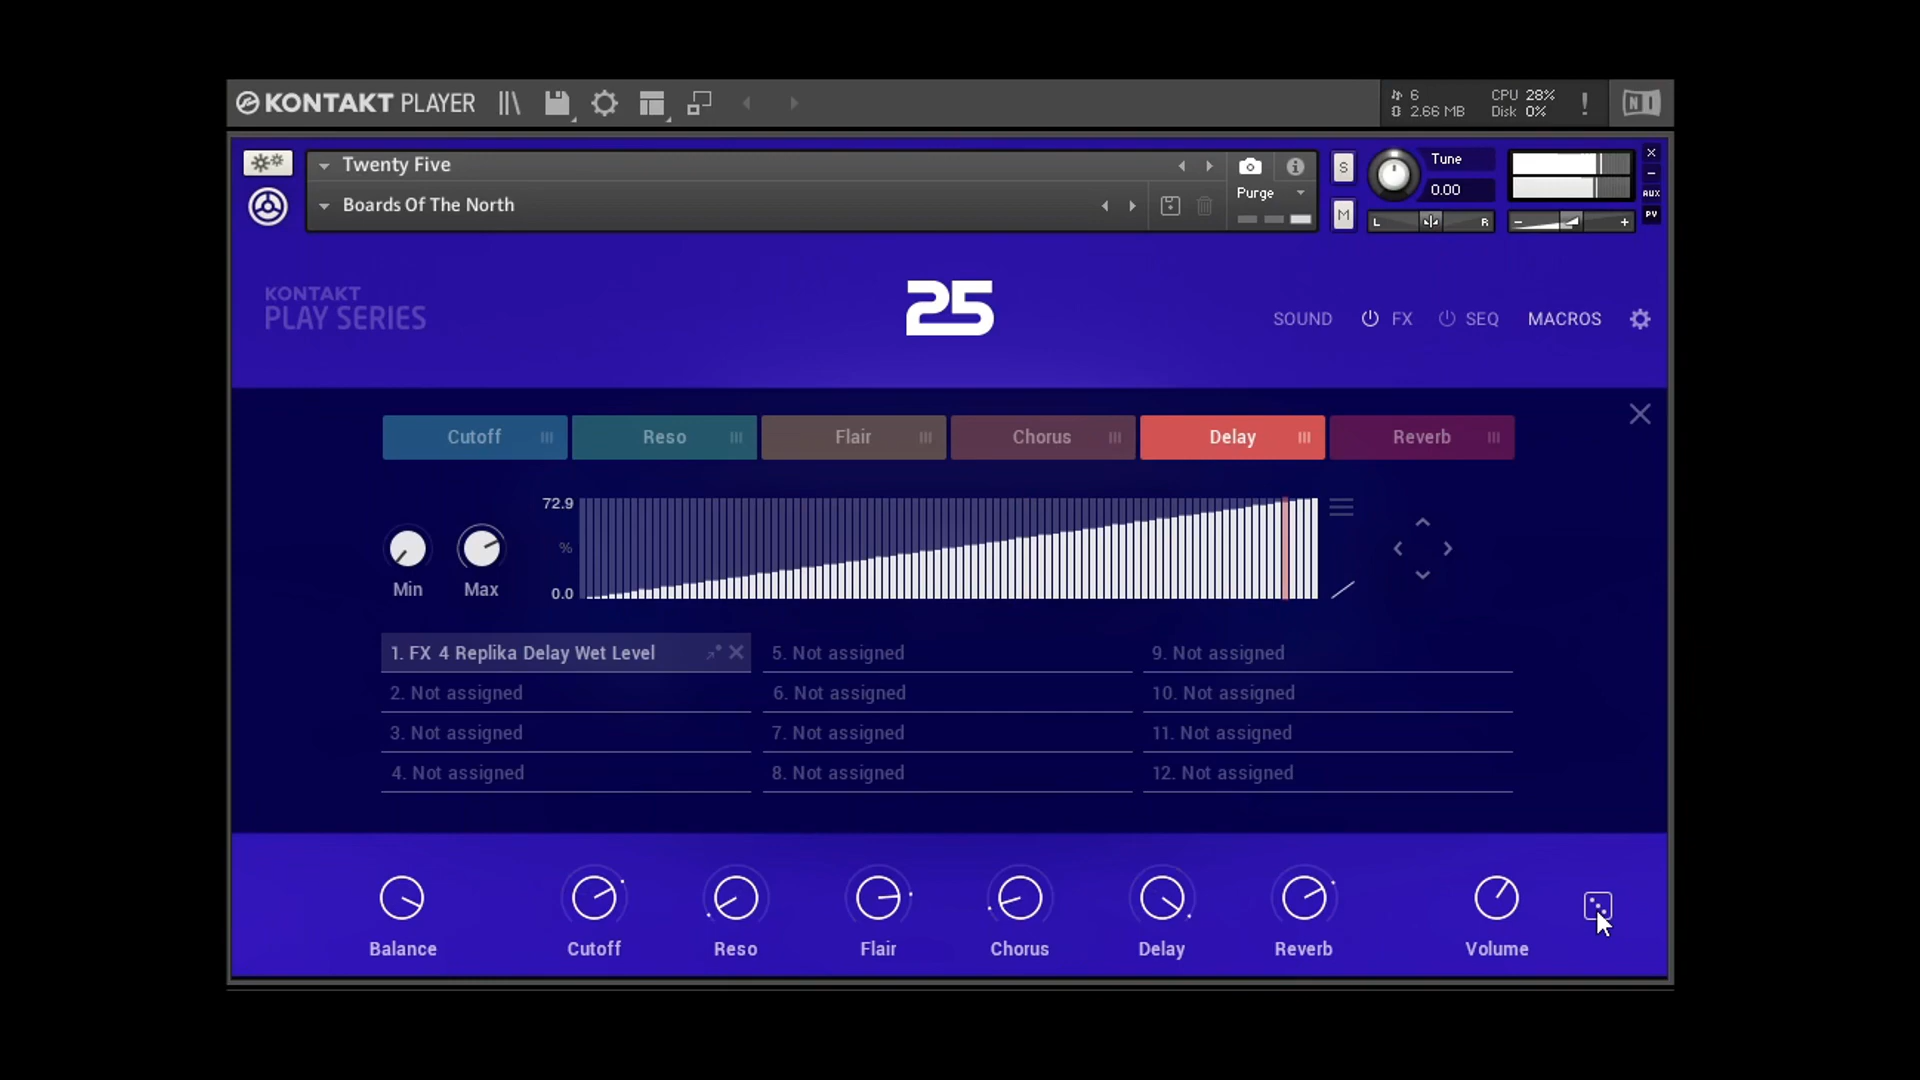 KONTAKT PLAYER
6
2.66 MB
CPU 28%
Disk 0%
!
NI
Twenty Five
Boards Of The North
Purge
S
M
Tune
0.00
L
R
AUX
PV
KONTAKT
PLAY SERIES
25
SOUND
FX
SEQ
MACROS
Cutoff
Reso
Flair
Chorus
Delay
Reverb
72.9
%
0.0
Min
Max
1. FX 4 Replika Delay Wet Level
2. Not assigned
3. Not assigned
4. Not assigned
5. Not assigned
6. Not assigned
7. Not assigned
8. Not assigned
9. Not assigned
10. Not assigned
11. Not assigned
12. Not assigned
Balance
Cutoff
Reso
Flair
Chorus
Delay
Reverb
Volume